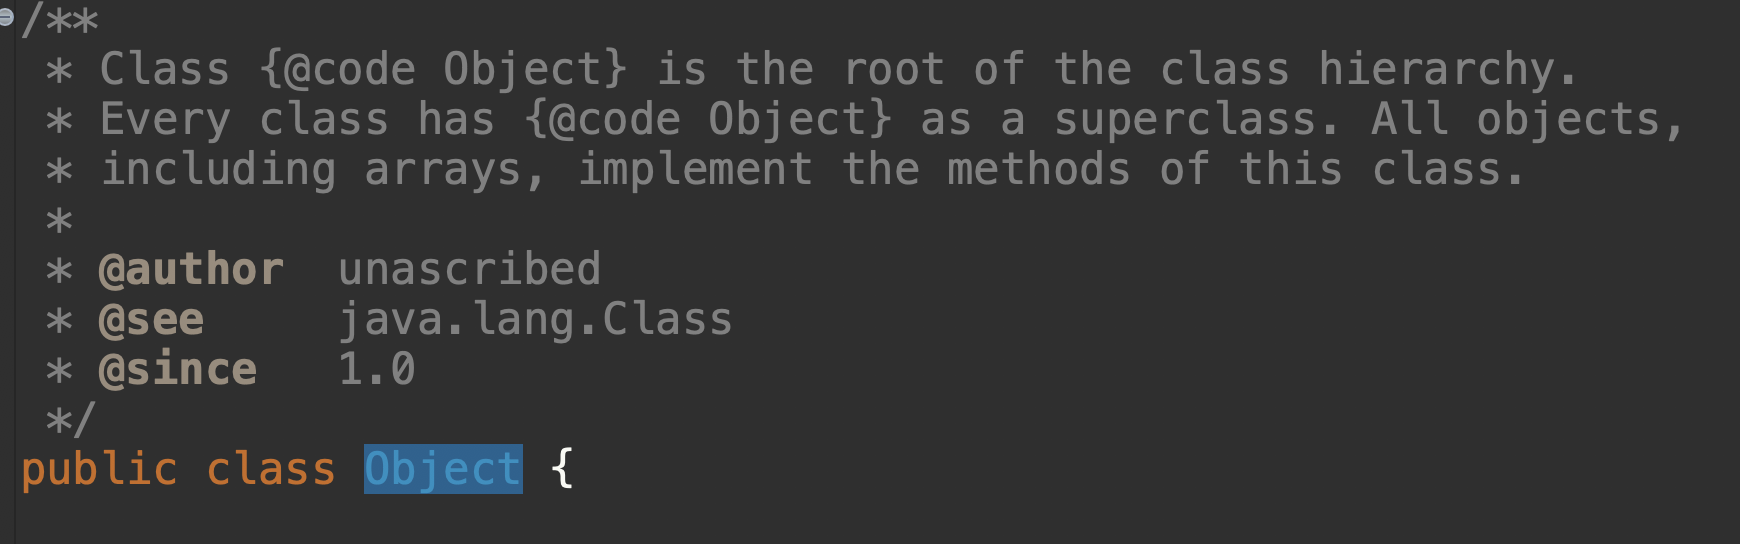 /**
 * Class {@code Object} is the root of the class hierarchy.
 * Every class has {@code Object} as a superclass. All objects,
 * including arrays, implement the methods of this class.
 *
 * @author  unascribed
 * @see     java.lang.Class
 * @since   1.0
 */
public class Object {